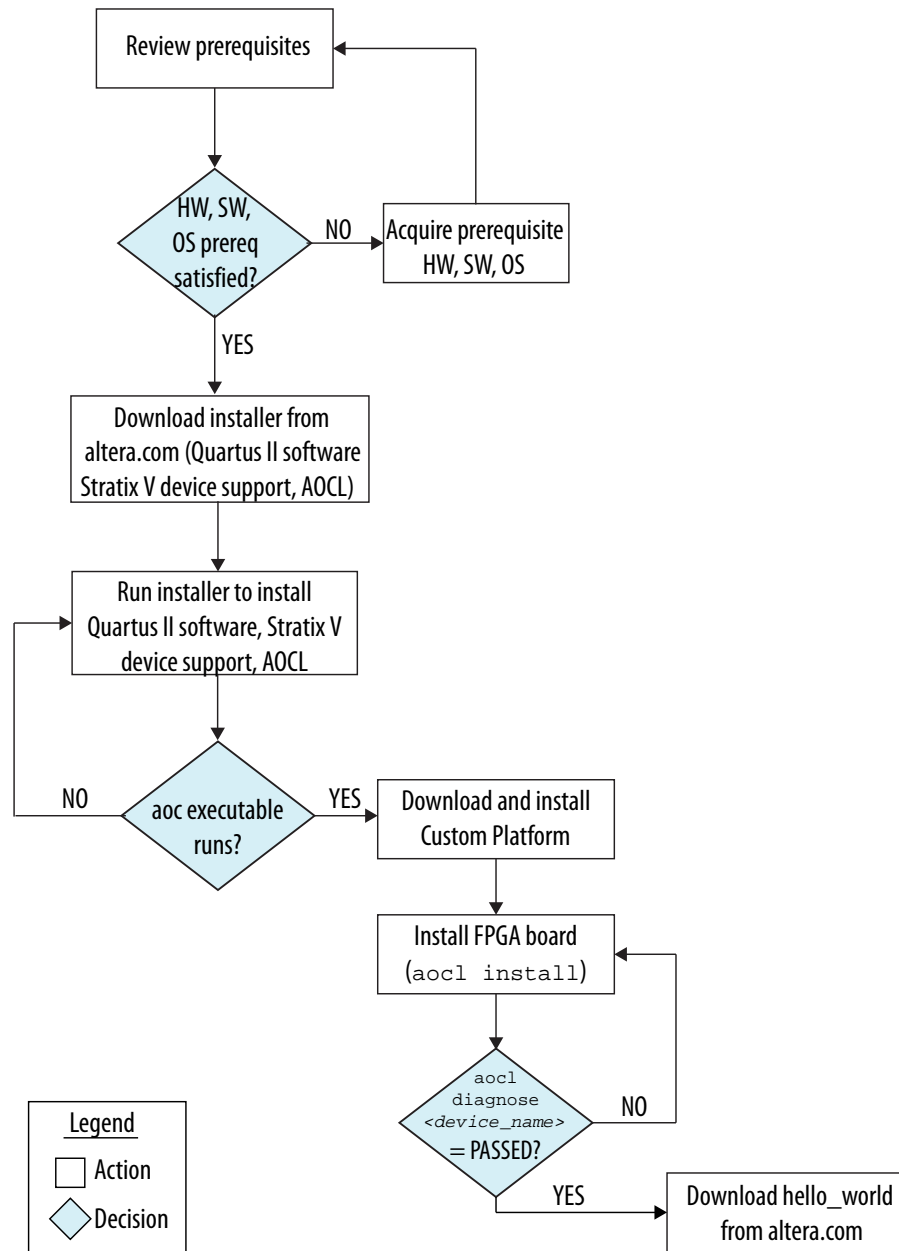 Review prerequisites
HW, SW,
OS prereq
satisfied?
NO
Acquire prerequisite
HW, SW, OS
YES
Download installer from
altera.com (Quartus II software
Stratix V device support, AOCL)
Run installer to install
Quartus II software, Stratix V
device support, AOCL
NO
aoc executable
runs?
YES
Download and install
Custom Platform
Install FPGA board
(aocl install)
aocl
diagnose
<device_name>
= PASSED?
NO
YES
Download hello_world
from altera.com
Legend
Action
Decision